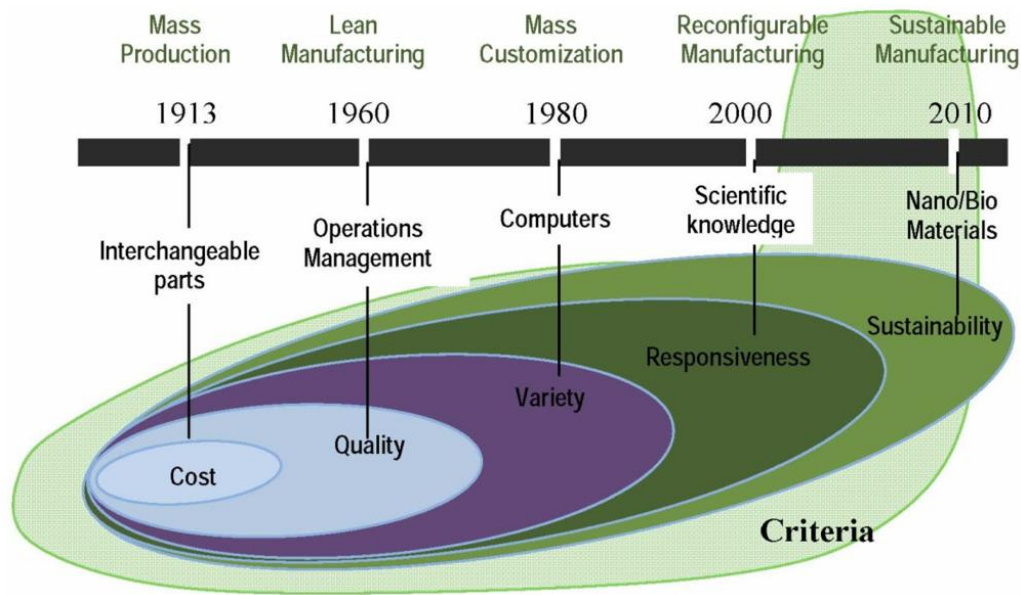 Mass
Production
Lean
Manufacturing
Mass
Customization
Reconfigurable
Manufacturing
Sustainable
Manufacturing
1913
1960
1980
2000
2010
Interchangeable
parts
Operations
Management
Computers
Scientific
knowledge
Nano/Bio
Materials
Cost
Quality
Variety
Responsiveness
Sustainability
Criteria